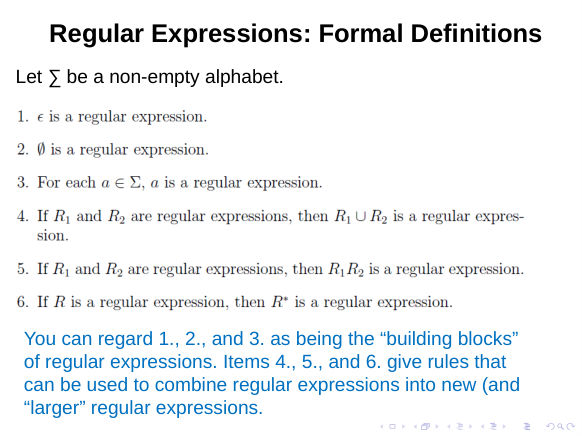 Regular Expressions: Formal Definitions
Let ∑ be a non-empty alphabet.
1. ϵ is a regular expression.
2. ∅ is a regular expression.
3. For each a ∈ Σ, a is a regular expression.
4. If R₁ and R₂ are regular expressions, then R₁ ∪ R₂ is a regular expres-
sion.
5. If R₁ and R₂ are regular expressions, then R₁R₂ is a regular expression.
6. If R is a regular expression, then R* is a regular expression.
You can regard 1., 2., and 3. as being the “building blocks”
of regular expressions. Items 4., 5., and 6. give rules that
can be used to combine regular expressions into new (and
“larger” regular expressions.